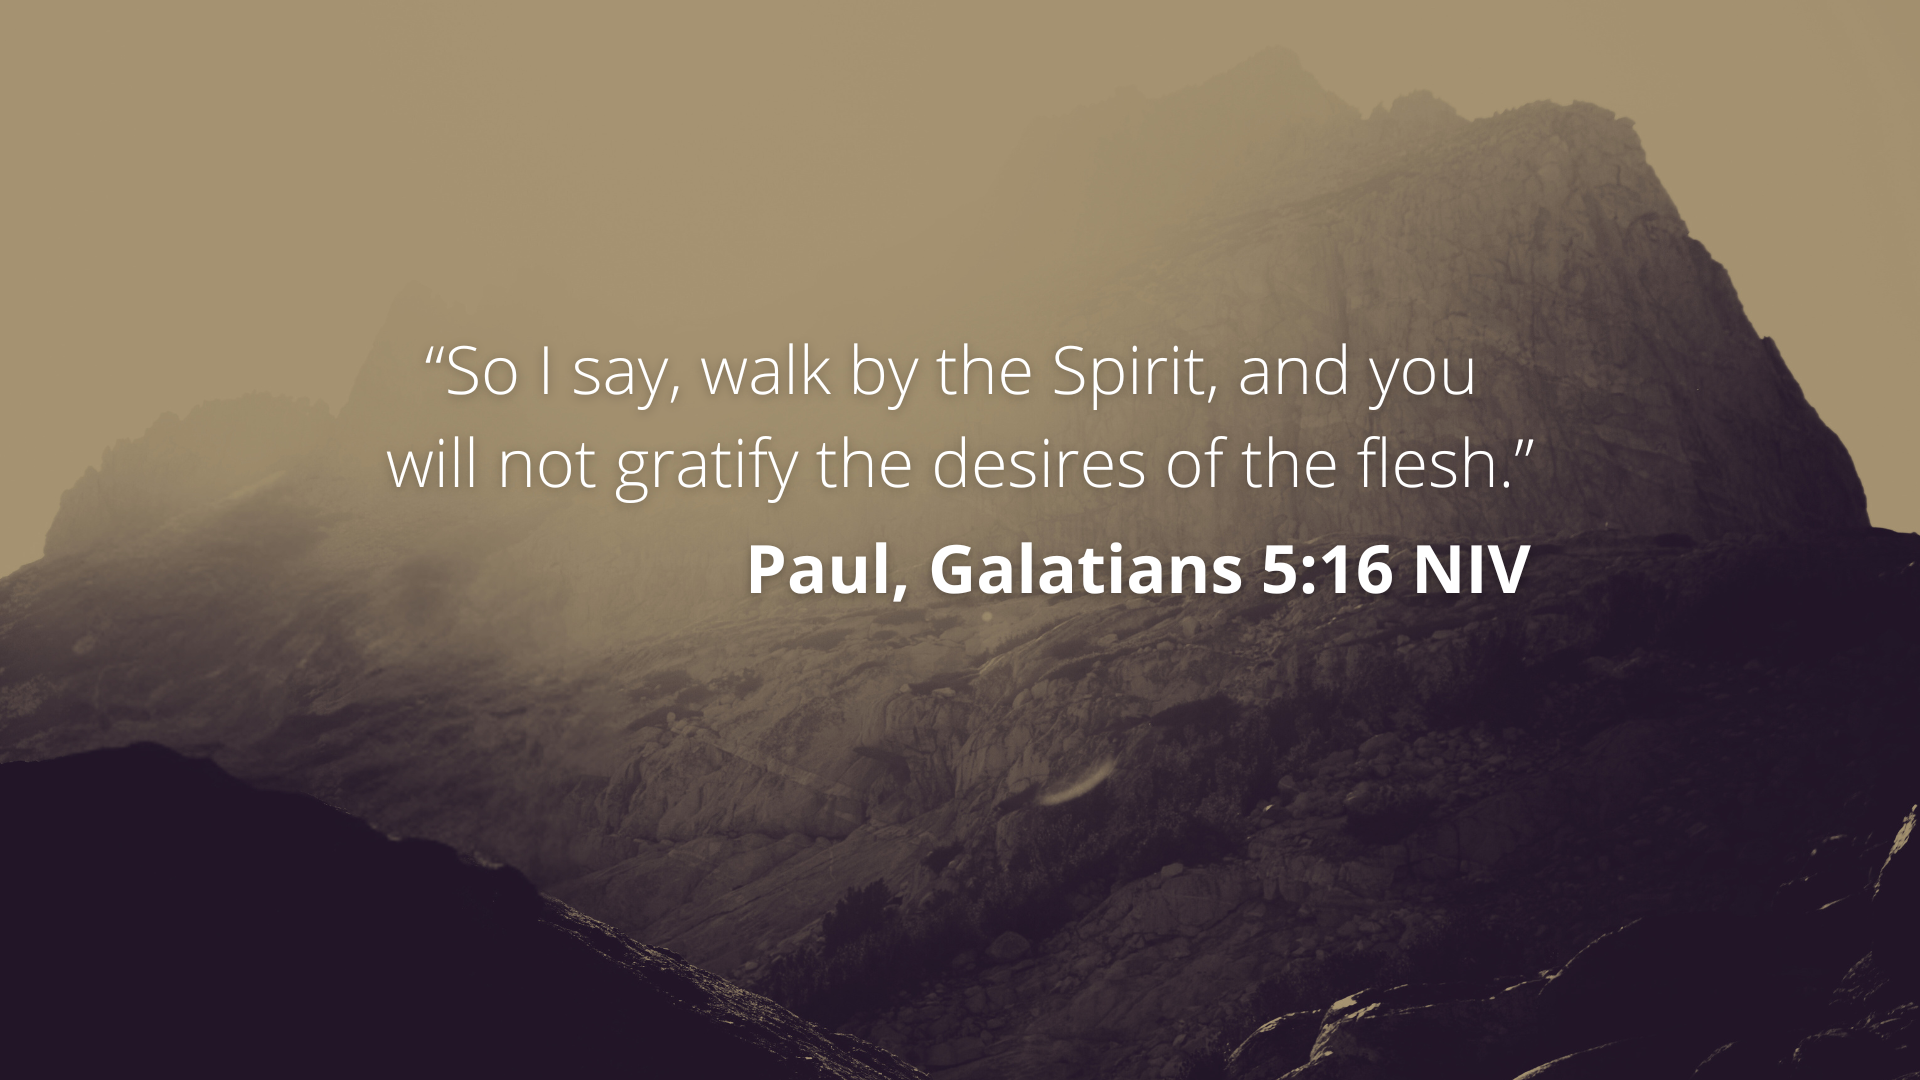 “So I say, walk by the Spirit, and you
will not gratify the desires of the flesh.”
Paul, Galatians 5:16 NIV